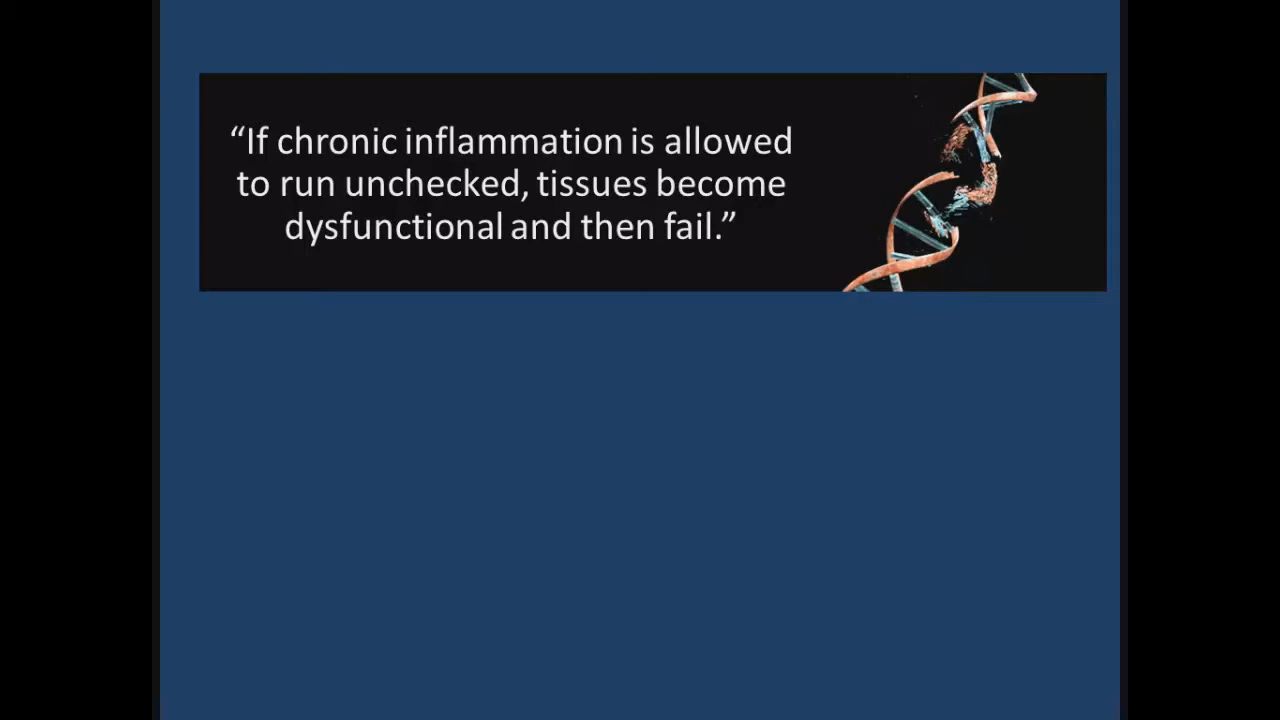 “If chronic inflammation is allowed
to run unchecked, tissues become
dysfunctional and then fail.”